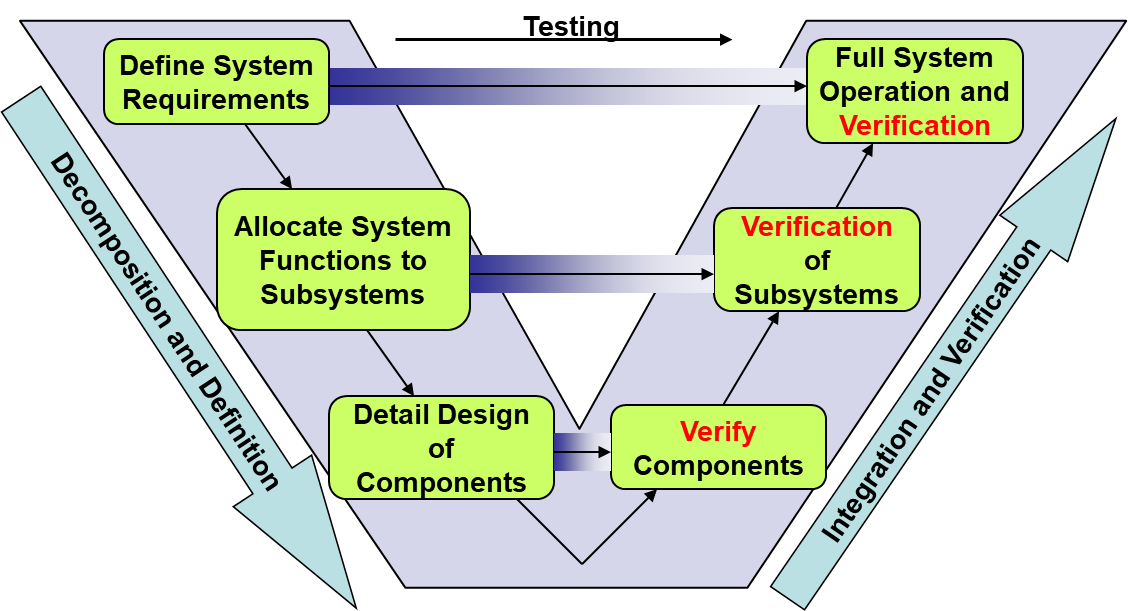 Testing
Define System
Requirements
Full System
Operation and
Verification
Decomposition and Definition
Allocate System
Functions to
Subsystems
Verification
of
Subsystems
Integration and Verification
Detail Design
of
Components
Verify
Components